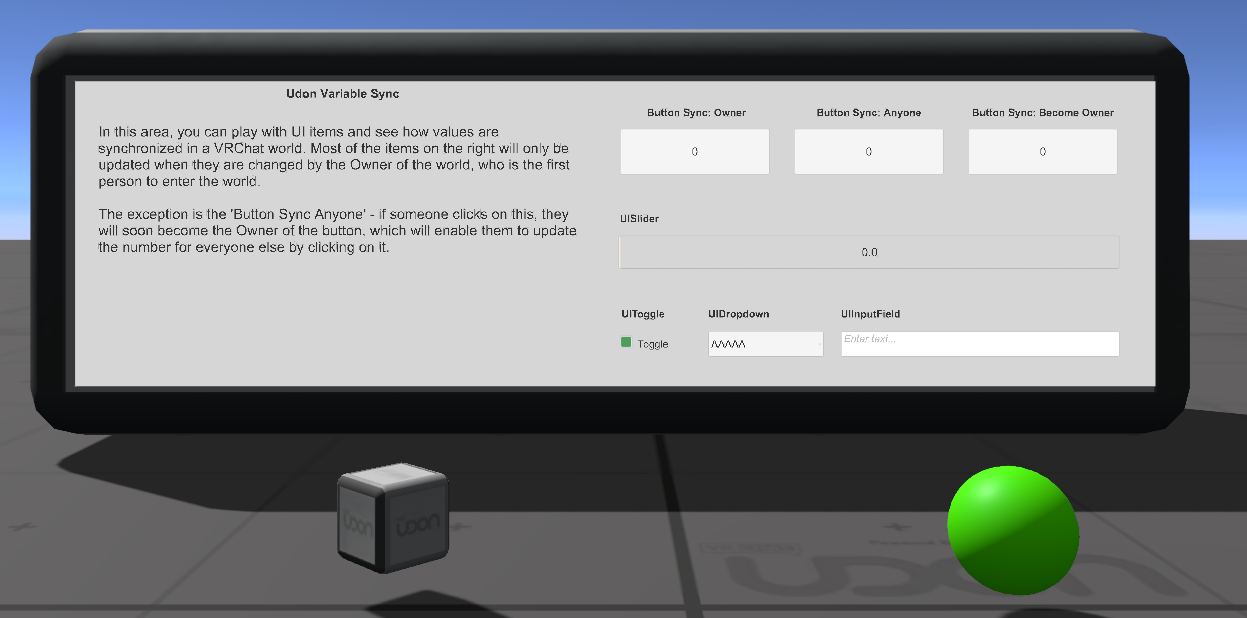 Udon Variable Sync
In this area, you can play with UI items and see how values are
synchronized in a VRChat world. Most of the items on the right will only be
updated when they are changed by the Owner of the world, who is the first
person to enter the world.
The exception is the 'Button Sync Anyone' - if someone clicks on this, they
will soon become the Owner of the button, which will enable them to update
the number for everyone else by clicking on it.
Button Sync: Owner
Button Sync: Anyone
Button Sync: Become Owner
0
0
0
UISlider
0.0
UIToggle
UIDropdown
UIInputField
Toggle
Enter text...
UDON
UDON
UDON